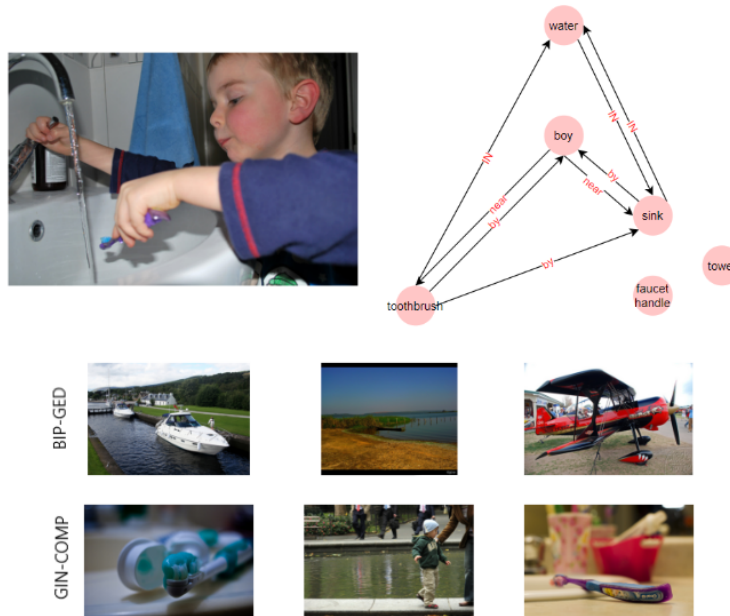 water
IN
IN
IN
boy
by
near
near
by
sink
by
toothbrush
faucet
handle
towe
BIP-GED
GIN-COMP